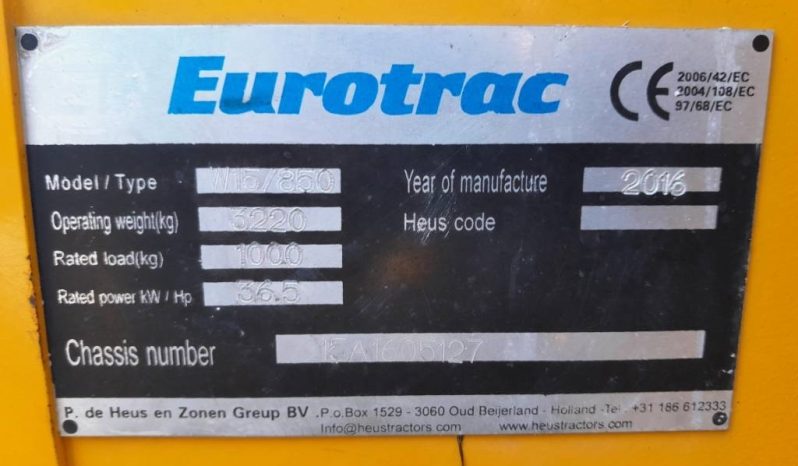 Eurotrac
CE 2006/42/EC
2004/108/EC
97/68/EC
Model / Type W15/850
Year of manufacture 2016
Operating weight(kg) 3220
Heus code
Rated load(kg) 1000
Rated power kW / Hp 36.5
Chassis number 15A1605127
P. de Heus en Zonen Greup BV .P.o.Box 1529 - 3060 Oud Beijerland - Holland -Tel . +31 186 612333
Info@heustractors.com www.heustractors.com